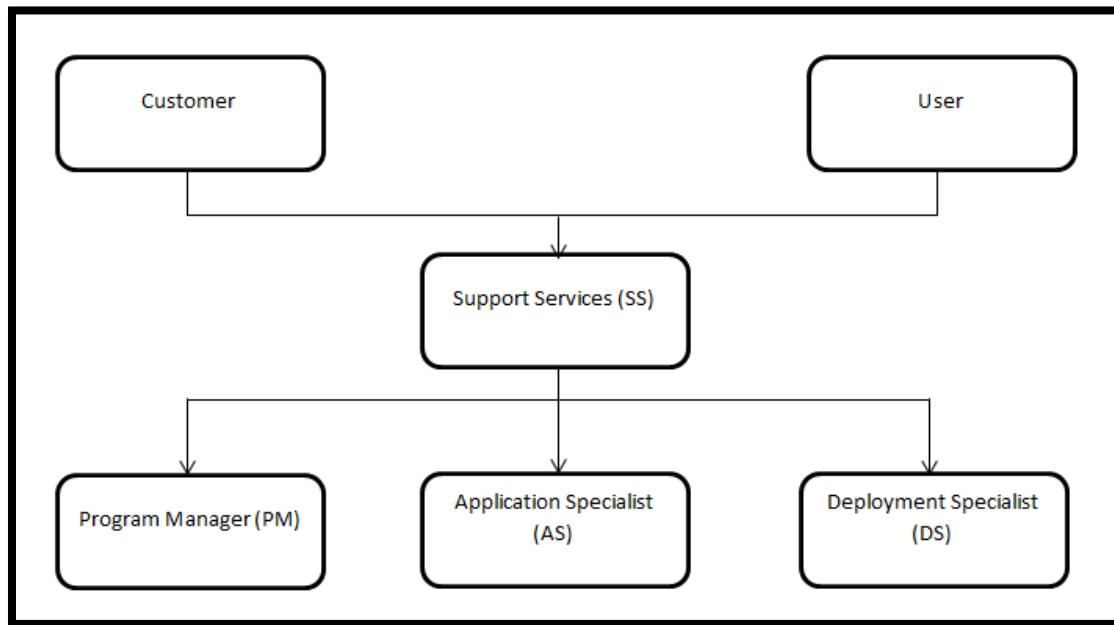 Customer
User
Support Services (SS)
Program Manager (PM)
Application Specialist
(AS)
Deployment Specialist
(DS)